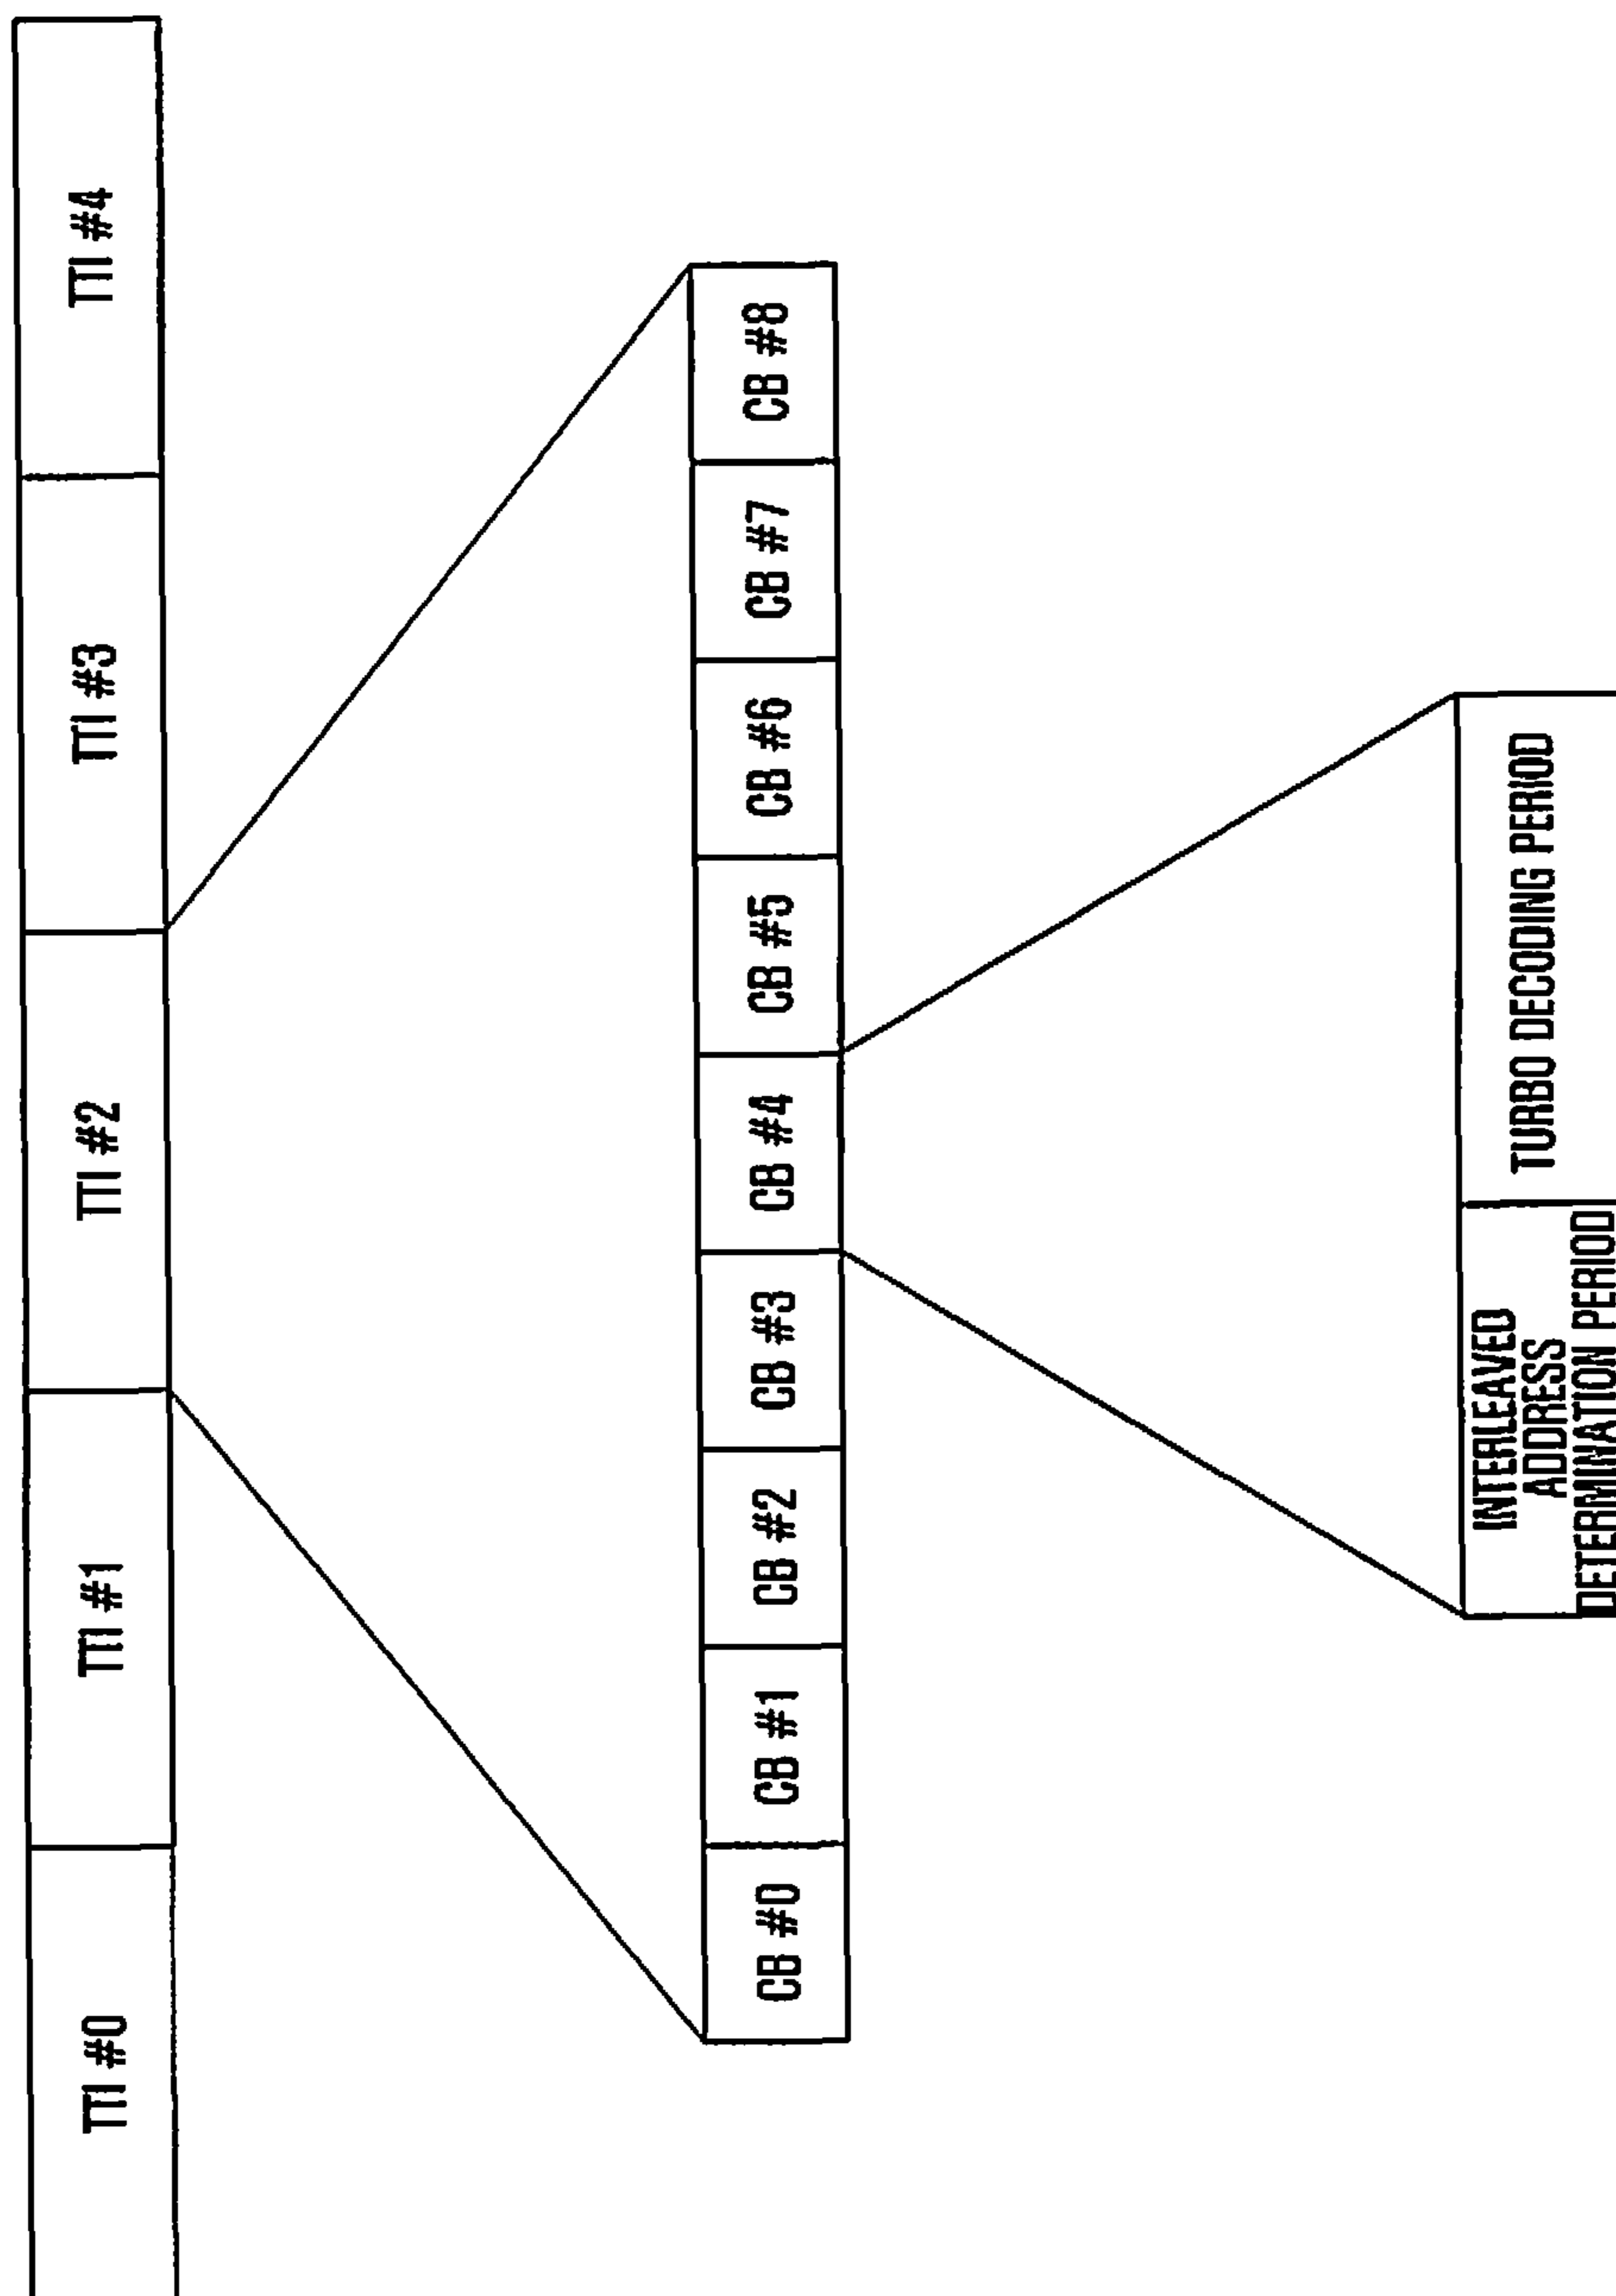 TTI #0
TTI #1
TTI #2
TTI #3
TTI #4
CB #0
CB #1
CB #2
CB #3
CB #4
CB #5
CB #6
CB #7
CB #8
INTERLEAVED
ADDRESS
DETERMINATION PERIOD
TURBO DECODING PERIOD